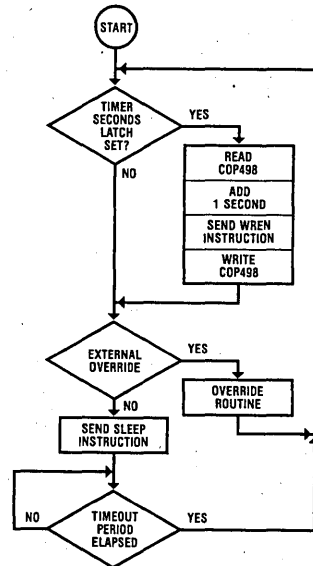 START
TIMER
SECONDS
LATCH
SET?
YES
NO
READ
COP498
ADD
1 SECOND
SEND WREN
INSTRUCTION
WRITE
COP498
EXTERNAL
OVERRIDE
YES
NO
OVERRIDE
ROUTINE
SEND SLEEP
INSTRUCTION
NO
TIMEOUT
PERIOD
ELAPSED
YES